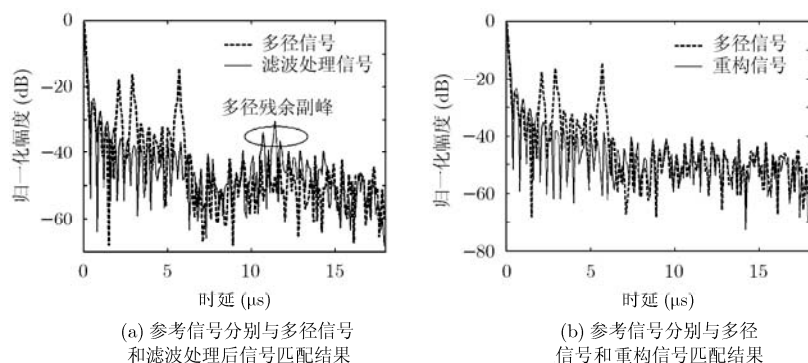 0
−20
−40
−60
归一化幅度 (dB)
多径信号
滤波处理信号
多径残余副峰
0
5
10
15
时延 (μs)
(a) 参考信号分别与多径信号
和滤波处理后信号匹配结果
0
−20
−40
−60
−80
归一化幅度 (dB)
多径信号
重构信号
0
5
10
15
时延 (μs)
(b) 参考信号分别与多径
信号和重构信号匹配结果